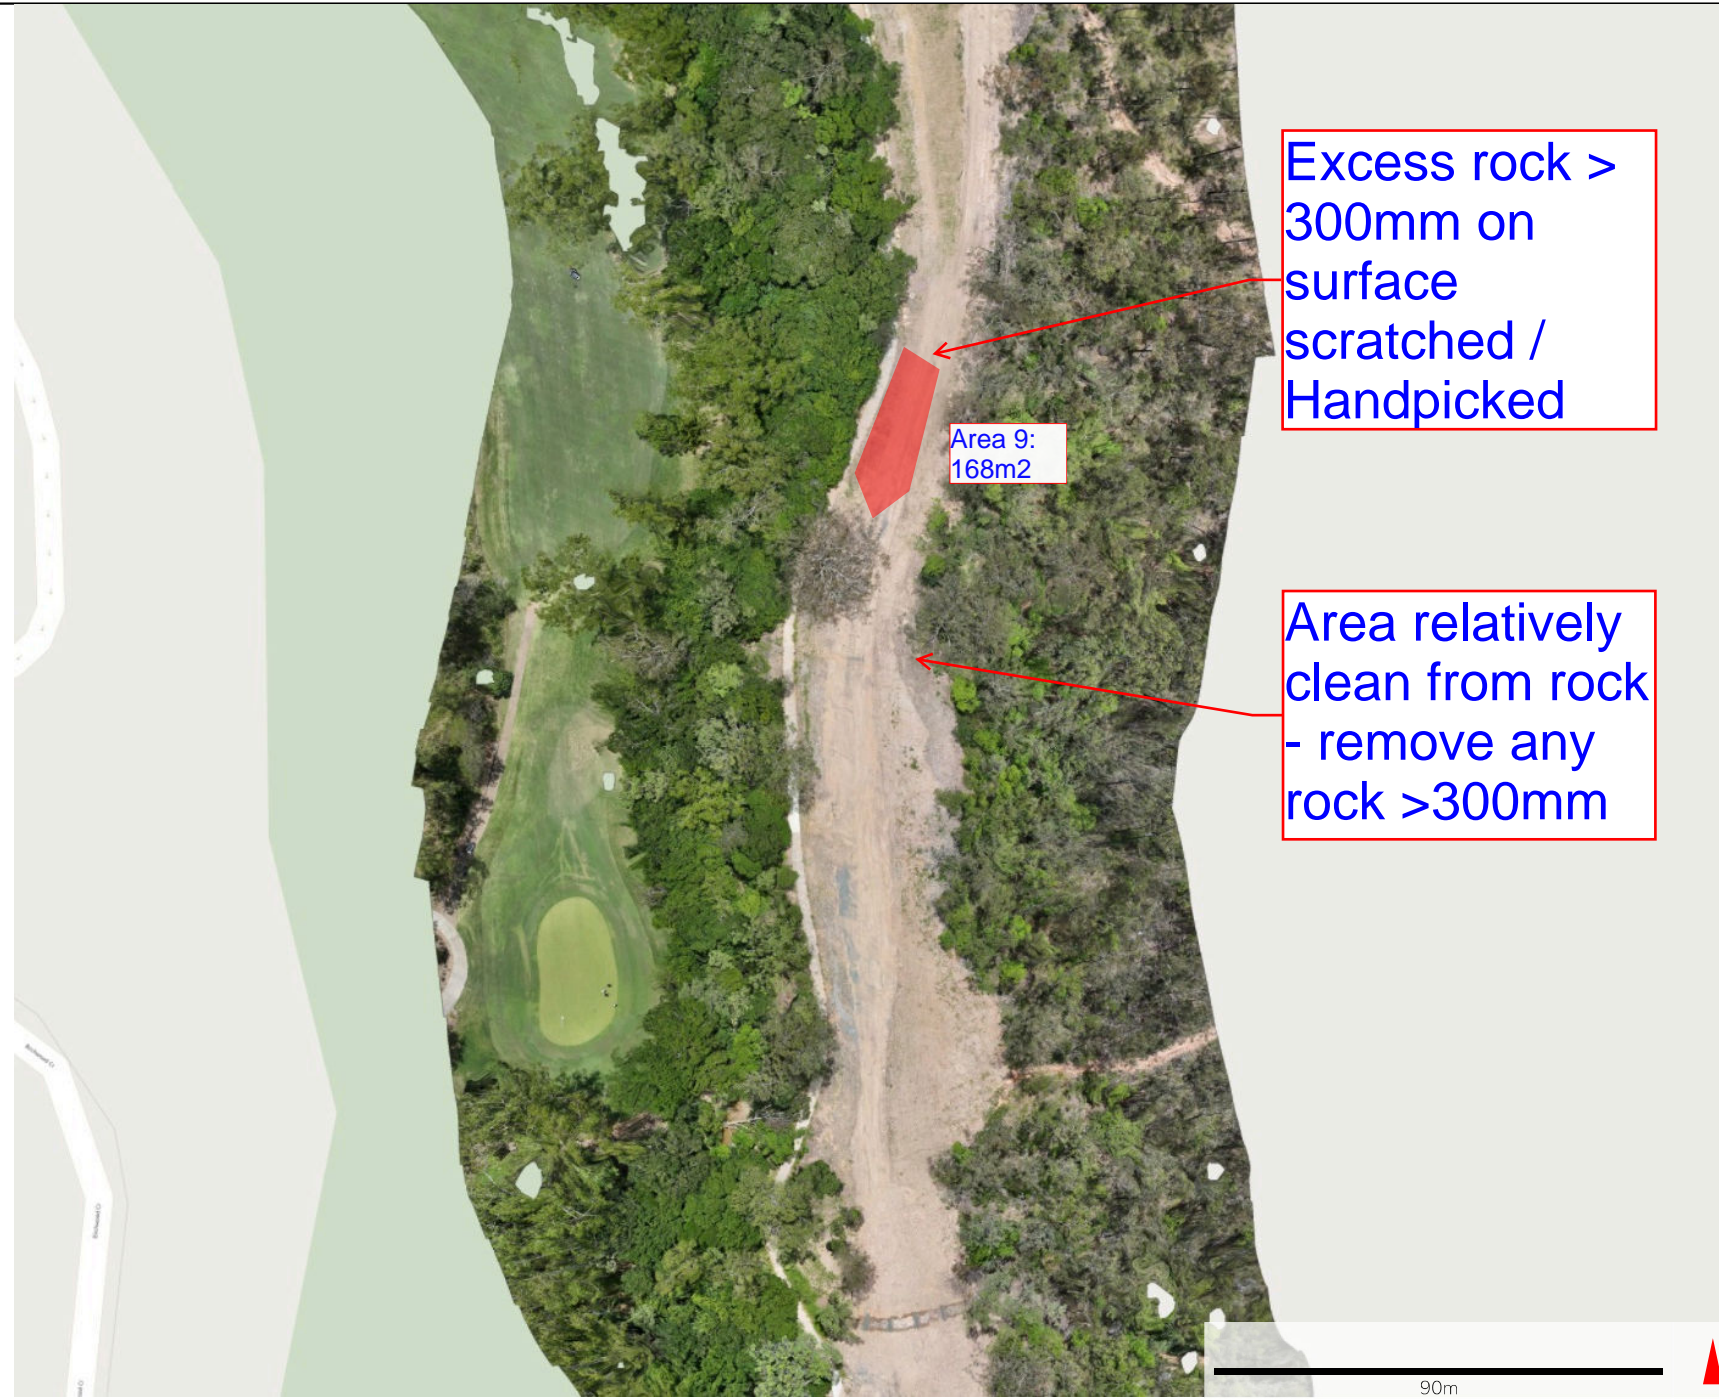 Excess rock >
300mm on
surface
scratched /
Handpicked
Area 9:
168m2
Area relatively
clean from rock
- remove any
rock >300mm
90m